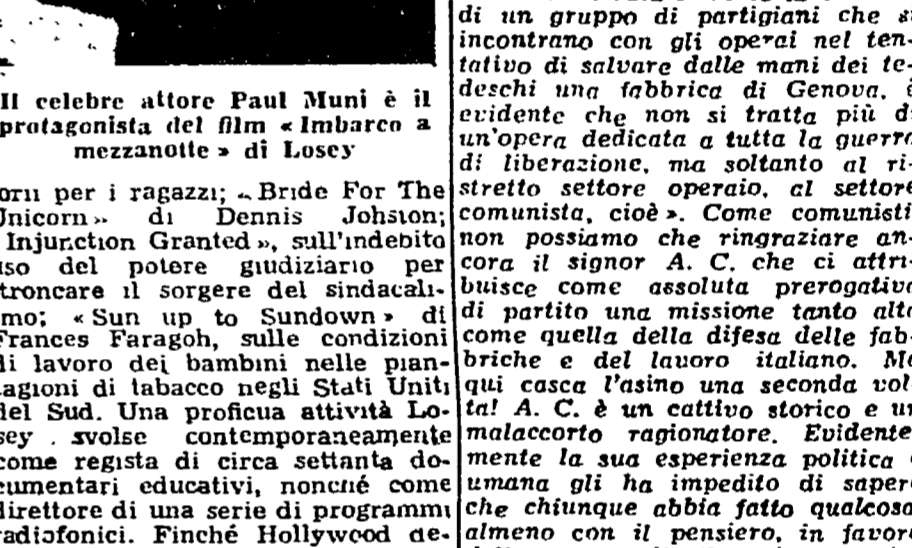 Il celebre attore Paul Muni è il
protagonista del film « Imbarco a
mezzanotte » di Losey
per i ragazzi; « Bride For The
Unicorn » di Dennis Johston;
Injunction Granted », sull'indebito
uso del potere giudiziario per
troncare il sorgere del sindacali-
mo; « Sun up to Sundown » di
Frances Faragoh, sulle condizioni
di lavoro dei bambini nelle pian-
tagioni di tabacco negli Stati Uniti
del Sud. Una proficua attività Lo-
sey svolse contemporaneamente
come regista di circa settanta do-
cumentari educativi, nonché come
direttore di una serie di programmi
radiofonici. Finché Hollywood de-
di un gruppo di partigiani che si
incontrano con gli operai nel ten-
tativo di salvare dalle mani dei te-
deschi una fabbrica di Genova, è
evidente che non si tratta più di
un'opera dedicata a tutta la guerra
di liberazione, ma soltanto al ri-
stretto settore operaio, al settore
comunista, cioè ». Come comunisti
non possiamo che ringraziare an-
cora il signor A. C. che ci attri-
buisce come assoluta prerogativa
di partito una missione tanto alta
come quella della difesa delle fab-
briche e del lavoro italiano. Ma
qui casca l'asino una seconda vol-
ta! A. C. è un cattivo storico e un
malaccorto ragionatore. Evidente-
mente la sua esperienza politica e
umana gli ha impedito di sapere
che chiunque abbia fatto qualcosa
almeno con il pensiero, in favore